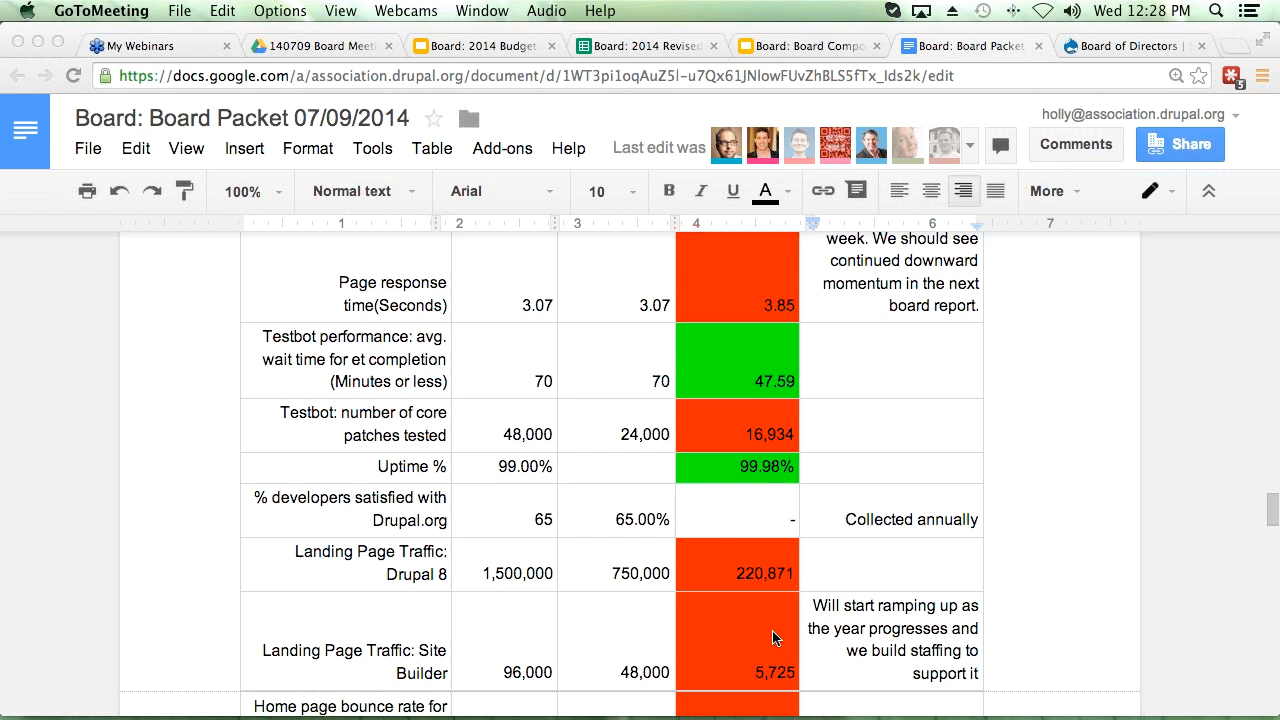 GoToMeeting File Edit Options View Webcams Window Audio Help Wed 12:28 PM
My Webinars 140709 Board Meeti Board: 2014 Budge Board: 2014 Revised Board: Board Comp Board: Board Packet Board of Directors
https://docs.google.com/a/association.drupal.org/document/d/1WT3pi1oqAuZ5l-u7Qx61JNlowFUvZhBLS5fTx_Ids2k/edit 5
Board: Board Packet 07/09/2014
holly@association.drupal.org
File Edit View Insert Format Tools Table Add-ons Help Last edit was Comments Share
100% Normal text Arial 10 B I U A More
1 2 3 4 6 7
week. We should see
continued downward
momentum in the next
board report.
Page response
time(Seconds) 3.07 3.07 3.85
Testbot performance: avg.
wait time for et completion
(Minutes or less) 70 70 47.59
Testbot: number of core
patches tested 48,000 24,000 16,934
Uptime % 99.00% 99.98%
% developers satisfied with
Drupal.org 65 65.00% - Collected annually
Landing Page Traffic:
Drupal 8 1,500,000 750,000 220,871
Will start ramping up as
the year progresses and
we build staffing to
support it
Landing Page Traffic: Site
Builder 96,000 48,000 5,725
Home page bounce rate for